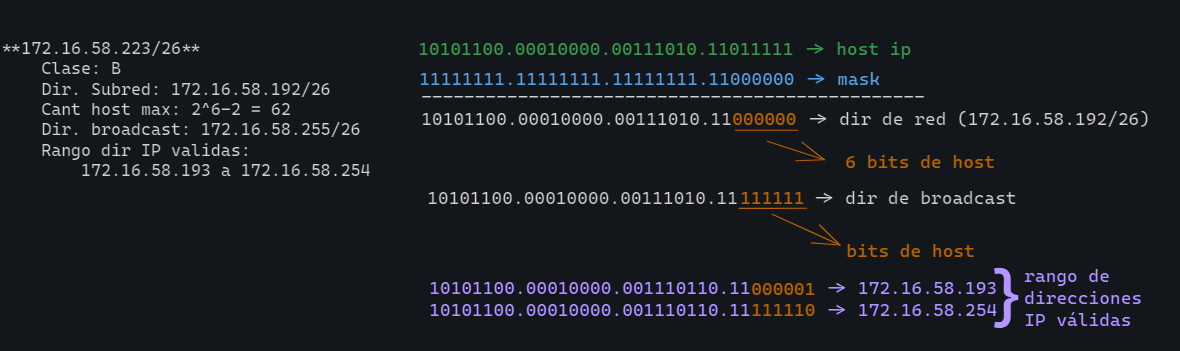 **172.16.58.223/26**
Clase: B
Dir. Subred: 172.16.58.192/26
Cant host max: 2^6-2 = 62
Dir. broadcast: 172.16.58.255/26
Rango dir IP validas:
172.16.58.193 a 172.16.58.254
10101100.00010000.00111010.11011111 -> host ip
11111111.11111111.11111111.11000000 -> mask
-----------------------------------------------
10101100.00010000.00111010.11000000 -> dir de red (172.16.58.192/26)
6 bits de host
10101100.00010000.00111010.11111111 -> dir de broadcast
bits de host
10101100.00010000.001110110.11000001 -> 172.16.58.193
10101100.00010000.001110110.11111110 -> 172.16.58.254
} rango de
direcciones
IP válidas